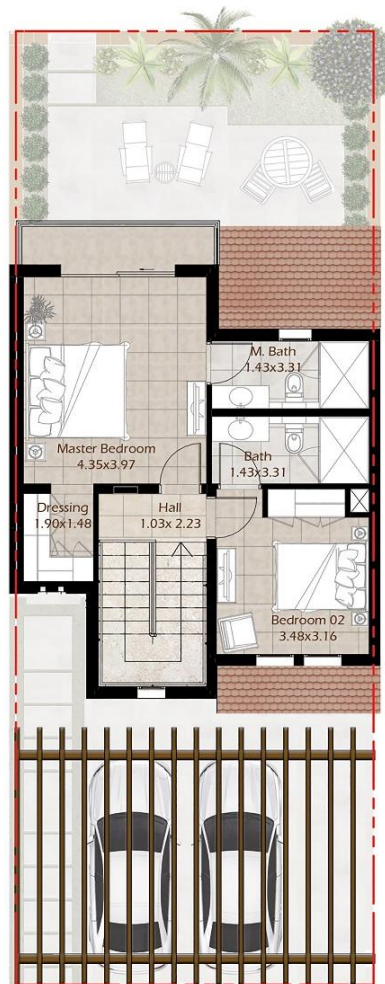 M. Bath
1.43x3.31
Master Bedroom
4.35x3.97
Bath
1.43x3.31
Dressing
1.90x1.48
Hall
1.03x 2.23
Bedroom 02
3.48x3.16